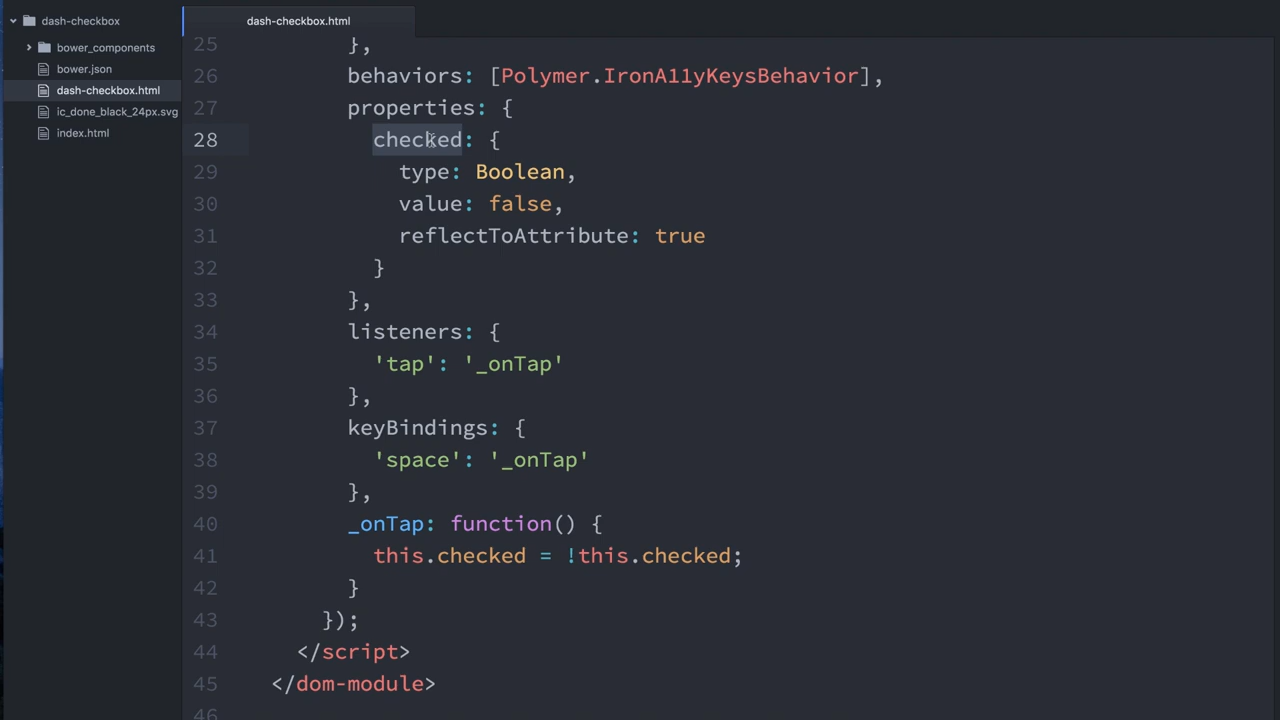 dash-checkbox
bower_components
bower.json
dash-checkbox.html
ic_done_black_24px.svg
index.html
dash-checkbox.html
25 },
26 behaviors: [Polymer.IronA11yKeysBehavior],
27 properties: {
28 checked: {
29 type: Boolean,
30 value: false,
31 reflectToAttribute: true
32 }
33 },
34 listeners: {
35 'tap': '_onTap'
36 },
37 keyBindings: {
38 'space': '_onTap'
39 },
40 _onTap: function() {
41 this.checked = !this.checked;
42 }
43 });
44 </script>
45 </dom-module>
46